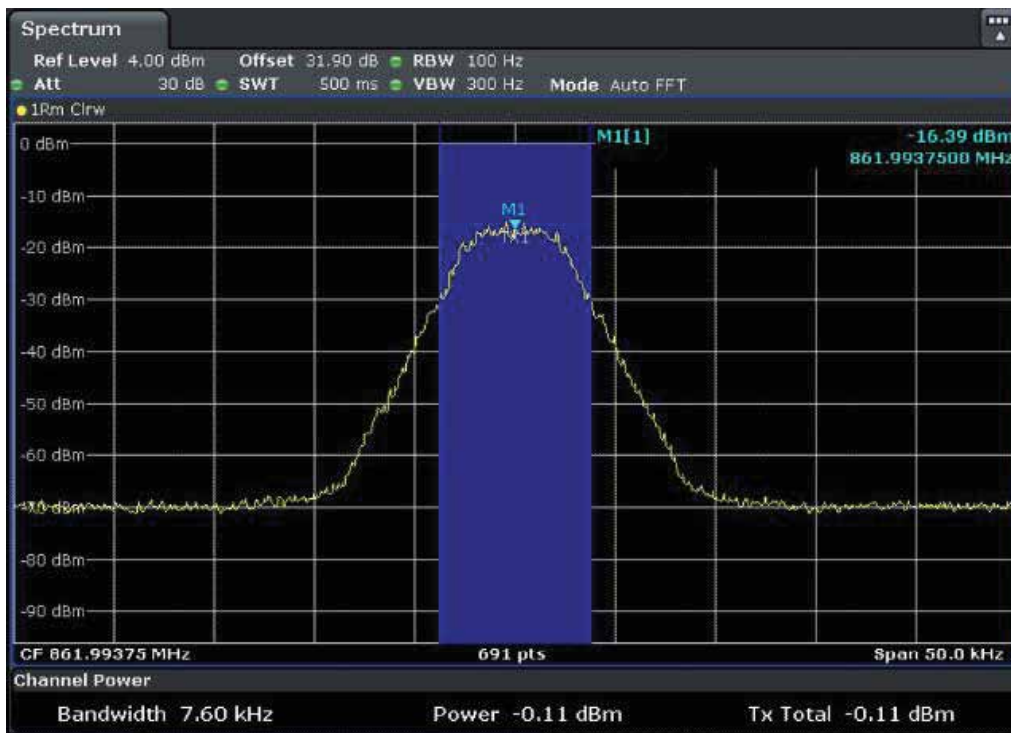 Spectrum
Ref Level 4.00 dBm Offset 31.90 dB RBW 100 Hz
Att 30 dB SWT 500 ms VBW 300 Hz Mode Auto FFT
1Rm Clrw
M1[1] -16.39 dBm
861.9937500 MHz
0 dBm
-10 dBm
M1
-20 dBm
-30 dBm
-40 dBm
-50 dBm
-60 dBm
-70 dBm
-80 dBm
-90 dBm
CF 861.99375 MHz 691 pts Span 50.0 kHz
Channel Power
Bandwidth 7.60 kHz Power -0.11 dBm Tx Total -0.11 dBm